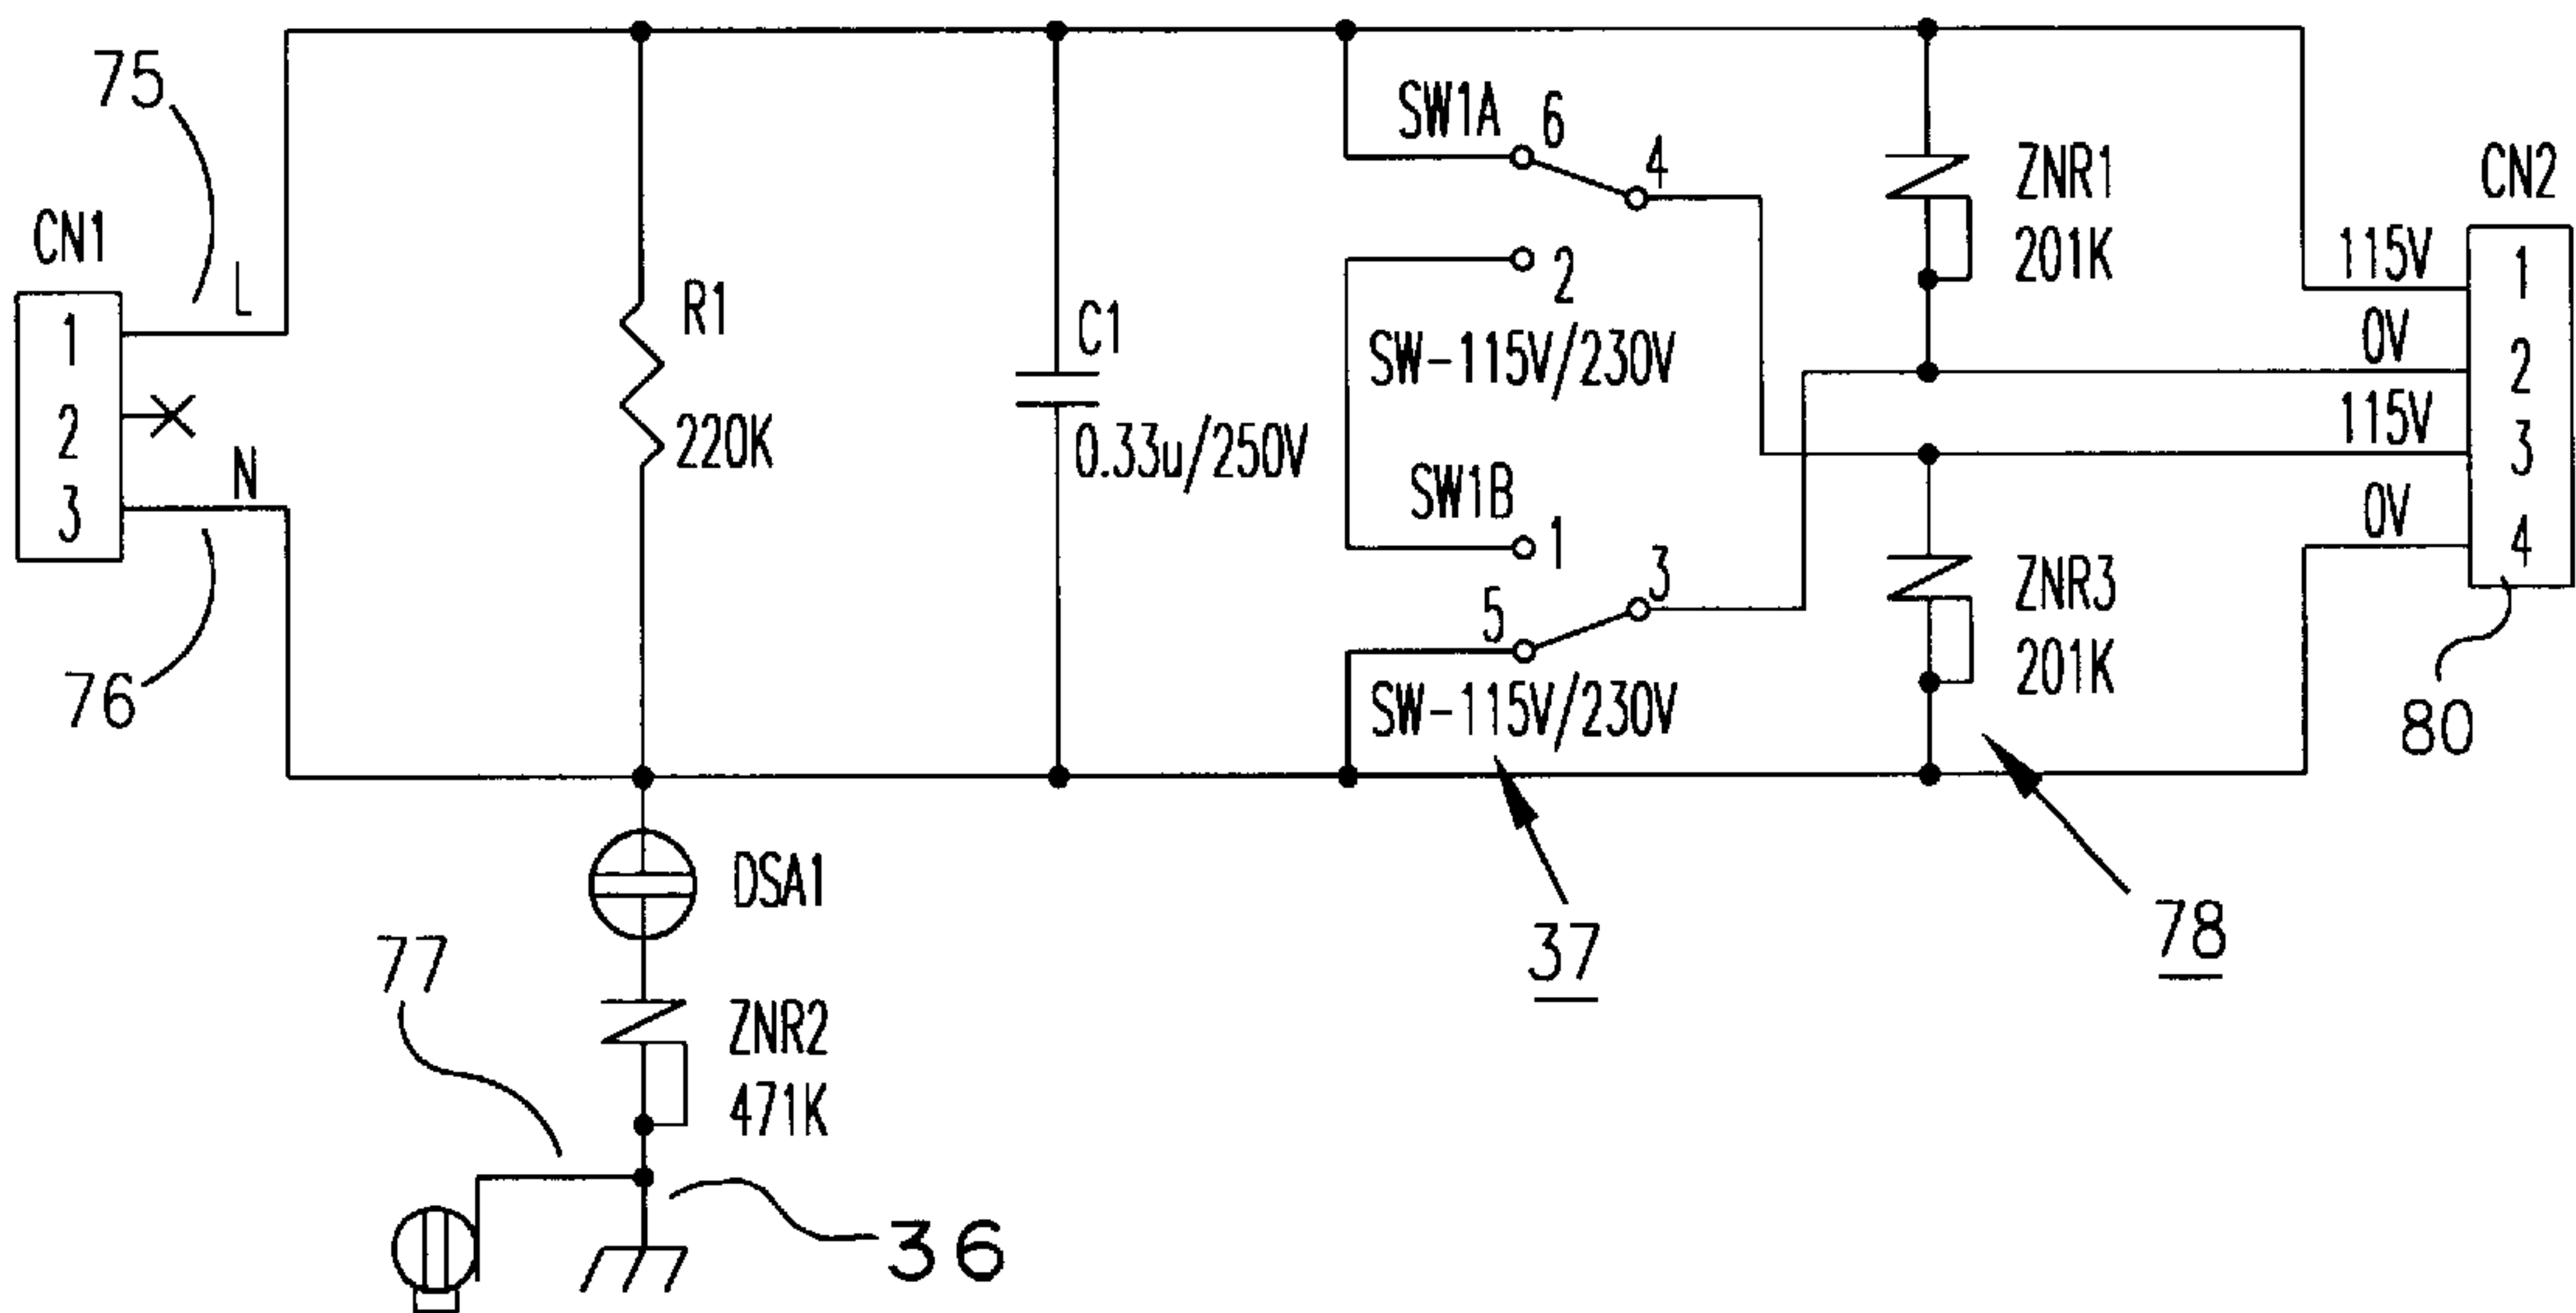 75
CN1
L
1
2
3
N
76
R1
220K
C1
0.33u/250V
SW1A
6
4
2
SW-115V/230V
SW1B
1
3
5
SW-115V/230V
37
ZNR1
201K
ZNR3
201K
78
CN2
115V
1
0V
2
115V
3
0V
4
80
DSA1
77
ZNR2
471K
36